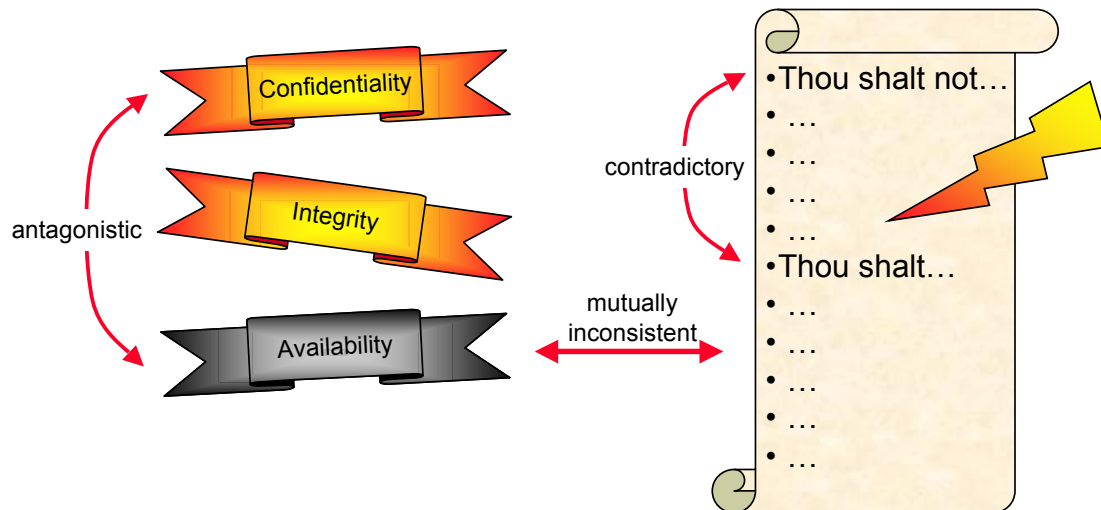 Confidentiality
Integrity
antagonistic
Availability
mutually
inconsistent
contradictory
•Thou shalt not…
• …
• …
• …
• …
•Thou shalt…
• …
• …
• …
• …
• …